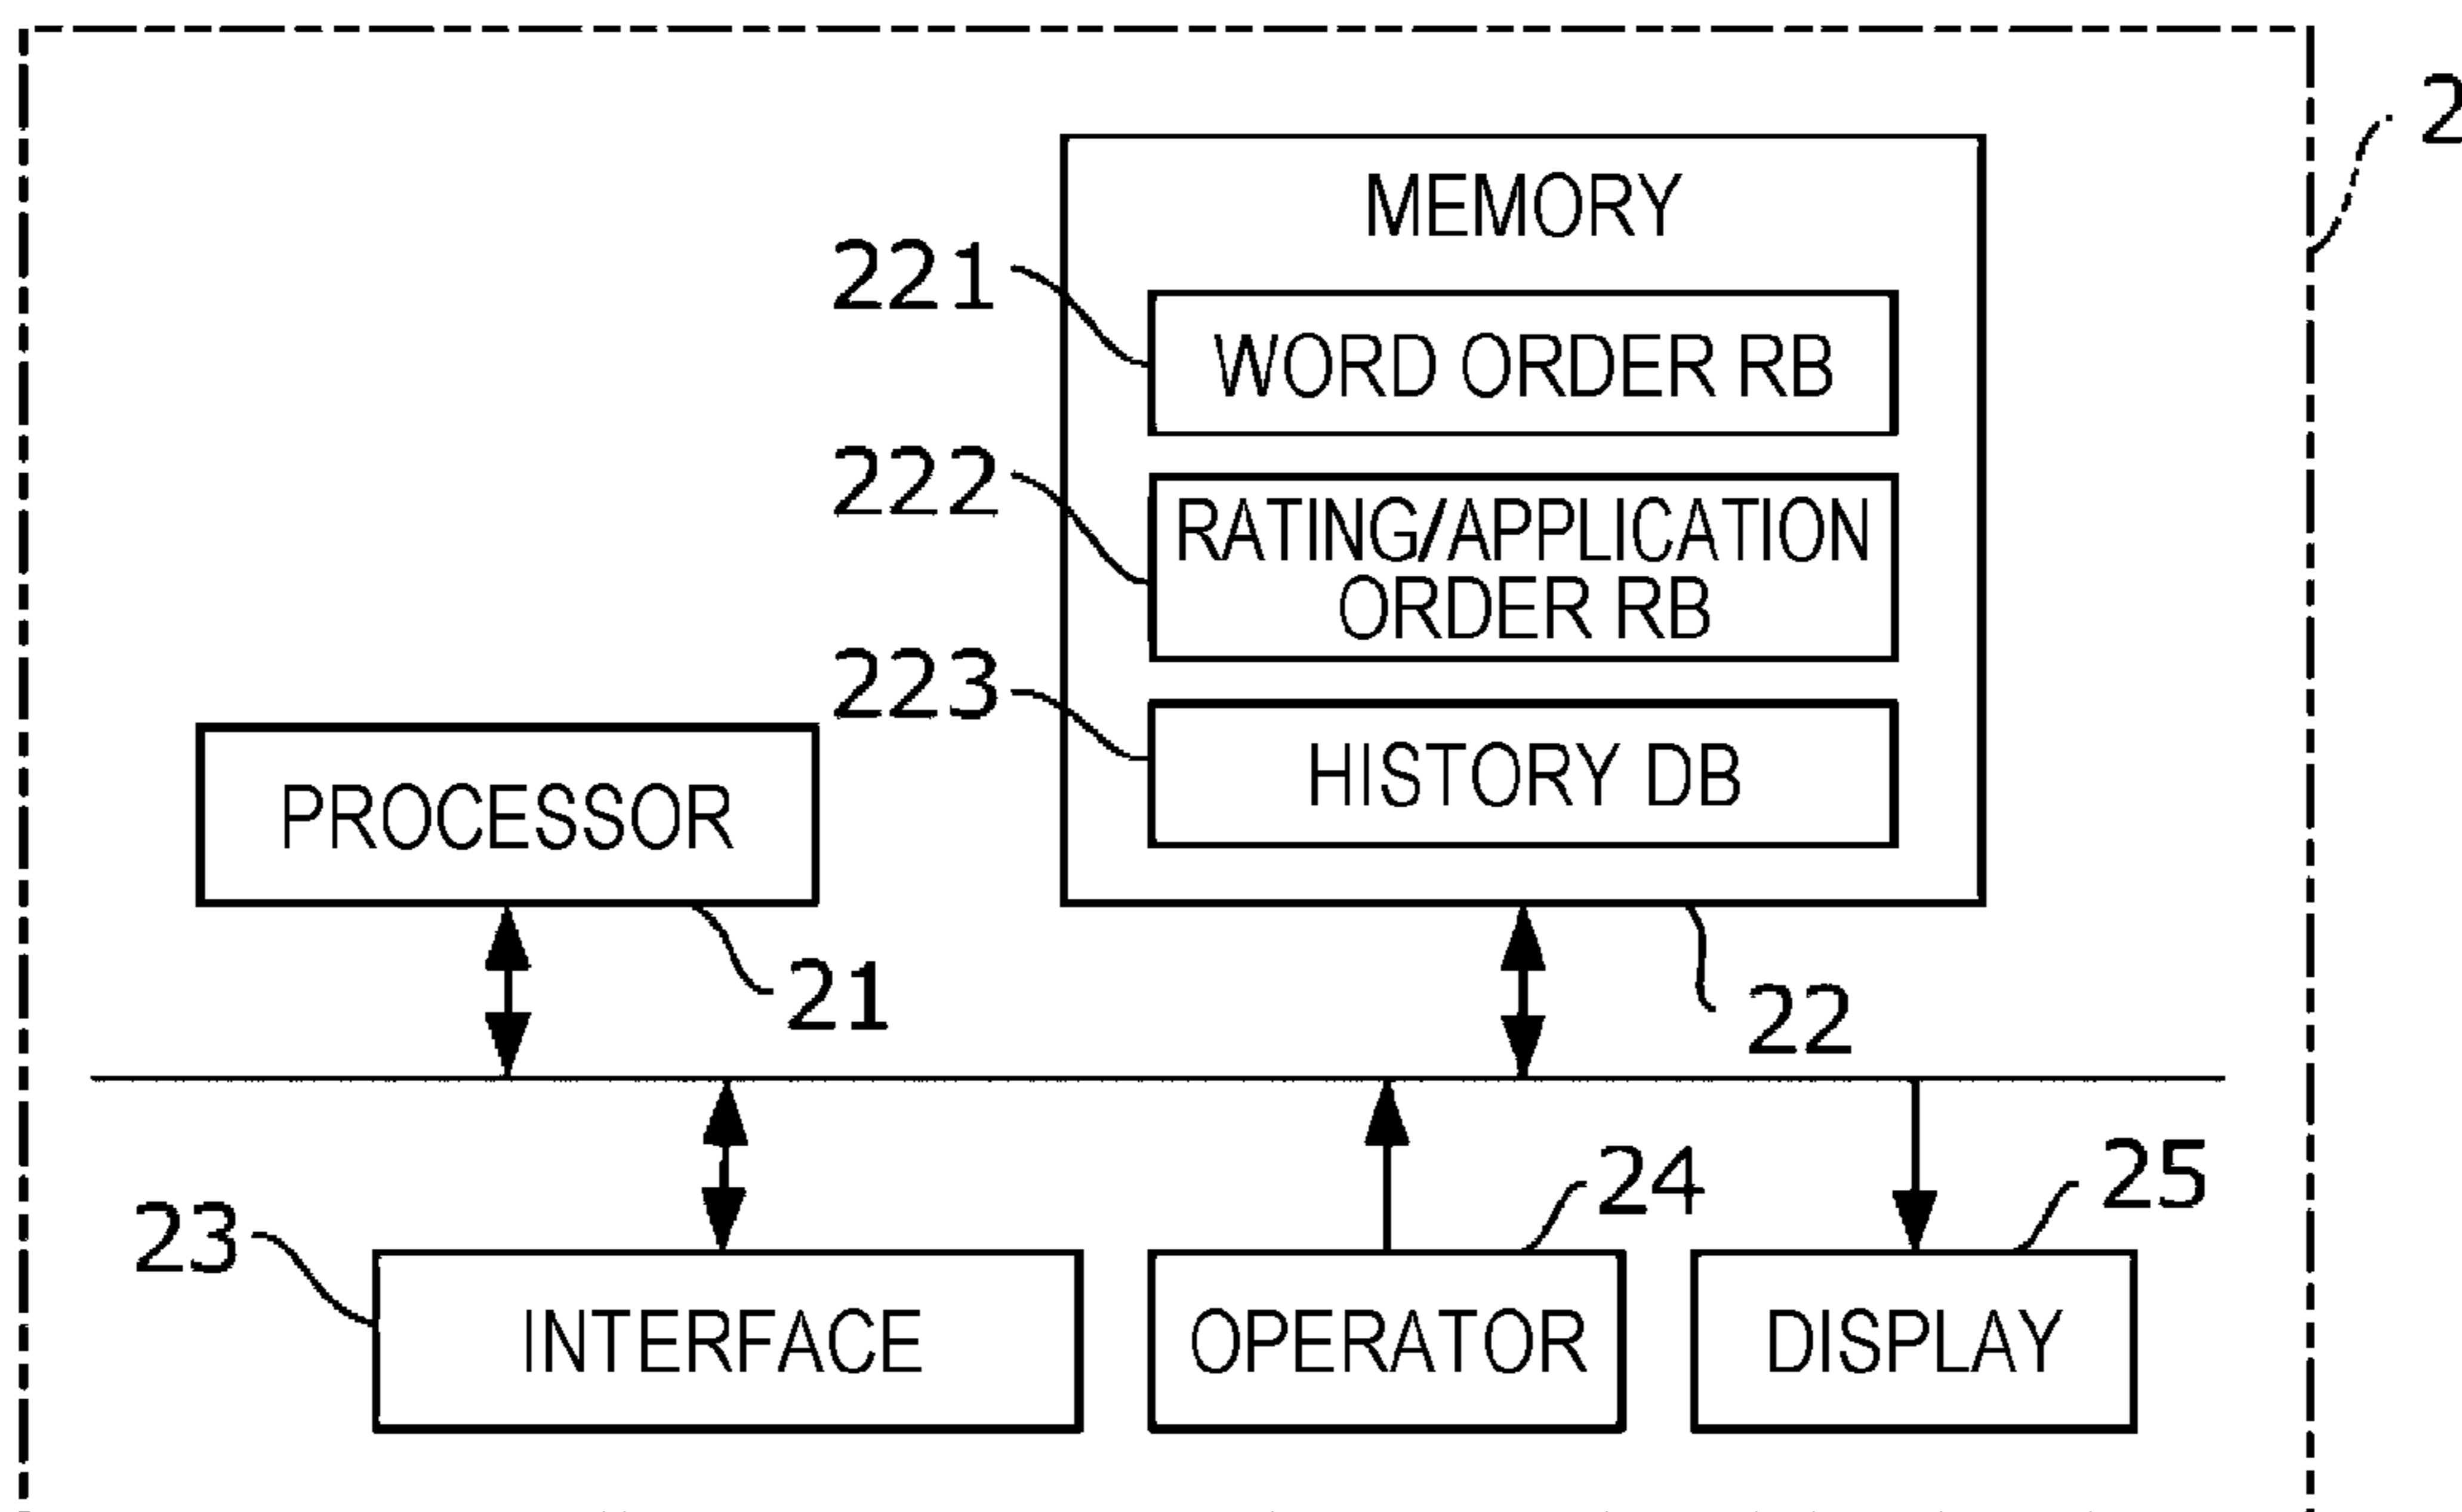 2
MEMORY
221
WORD ORDER RB
222
RATING/APPLICATION
ORDER RB
223
HISTORY DB
PROCESSOR
21
22
23
24
25
INTERFACE
OPERATOR
DISPLAY